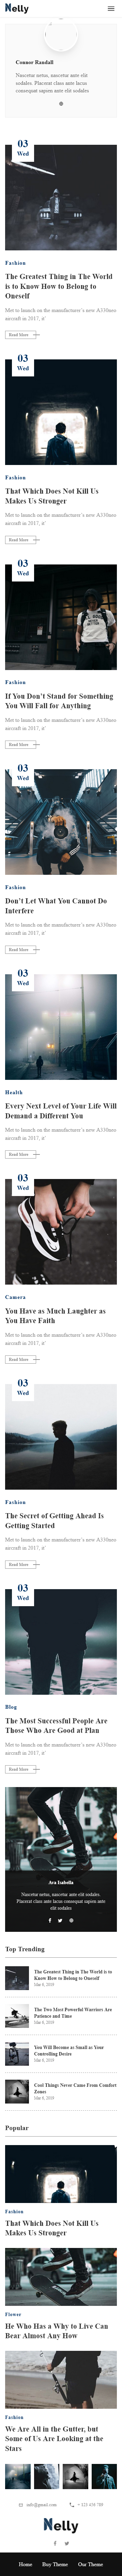 Nelly
Conner Randall
Nascetur netus, nascetur ante elit
sodales. Placerat class ante lacus
consequat sapien ante elit sodales
03
Wed
Fashion
The Greatest Thing in The World
is to Know How to Belong to
Oneself
Met to launch on the manufacturer's new A330neo
aircraft in 2017, it'
Read More
03
Wed
Fashion
That Which Does Not Kill Us
Makes Us Stronger
Met to launch on the manufacturer's new A330neo
aircraft in 2017, it'
Read More
03
Wed
Fashion
If You Don't Stand for Something
You Will Fall for Anything
Met to launch on the manufacturer's new A330neo
aircraft in 2017, it'
Read More
03
Wed
Fashion
Don't Let What You Cannot Do
Interfere
Met to launch on the manufacturer's new A330neo
aircraft in 2017, it'
Read More
03
Wed
Health
Every Next Level of Your Life Will
Demand a Different You
Met to launch on the manufacturer's new A330neo
aircraft in 2017, it'
Read More
03
Wed
Camera
You Have as Much Laughter as
You Have Faith
Met to launch on the manufacturer's new A330neo
aircraft in 2017, it'
Read More
03
Wed
Fashion
The Secret of Getting Ahead Is
Getting Started
Met to launch on the manufacturer's new A330neo
aircraft in 2017, it'
Read More
03
Wed
Blog
The Most Successful People Are
Those Who Are Good at Plan
Met to launch on the manufacturer's new A330neo
aircraft in 2017, it'
Read More
Ava Isabella
Nascetur netus, nascetur ante elit sodales.
Placerat class ante lacus consequat sapien ante
elit sodales
Top Trending
The Greatest Thing in The World is to
Know How to Belong to Oneself
The Two Most Powerful Warriors Are
Patience and Time
You Will Become as Small as Your
Controlling Desire
Cool Things Never Came From Comfort
Zones
Popular
Fashion
That Which Does Not Kill Us
Makes Us Stronger
Flower
He Who Has a Why to Live Can
Bear Almost Any How
Fashion
We Are All in the Gutter, but
Some of Us Are Looking at the
Stars
info@gmail.com
+ 123 456 789
Nelly
Home Buy Theme Our Theme